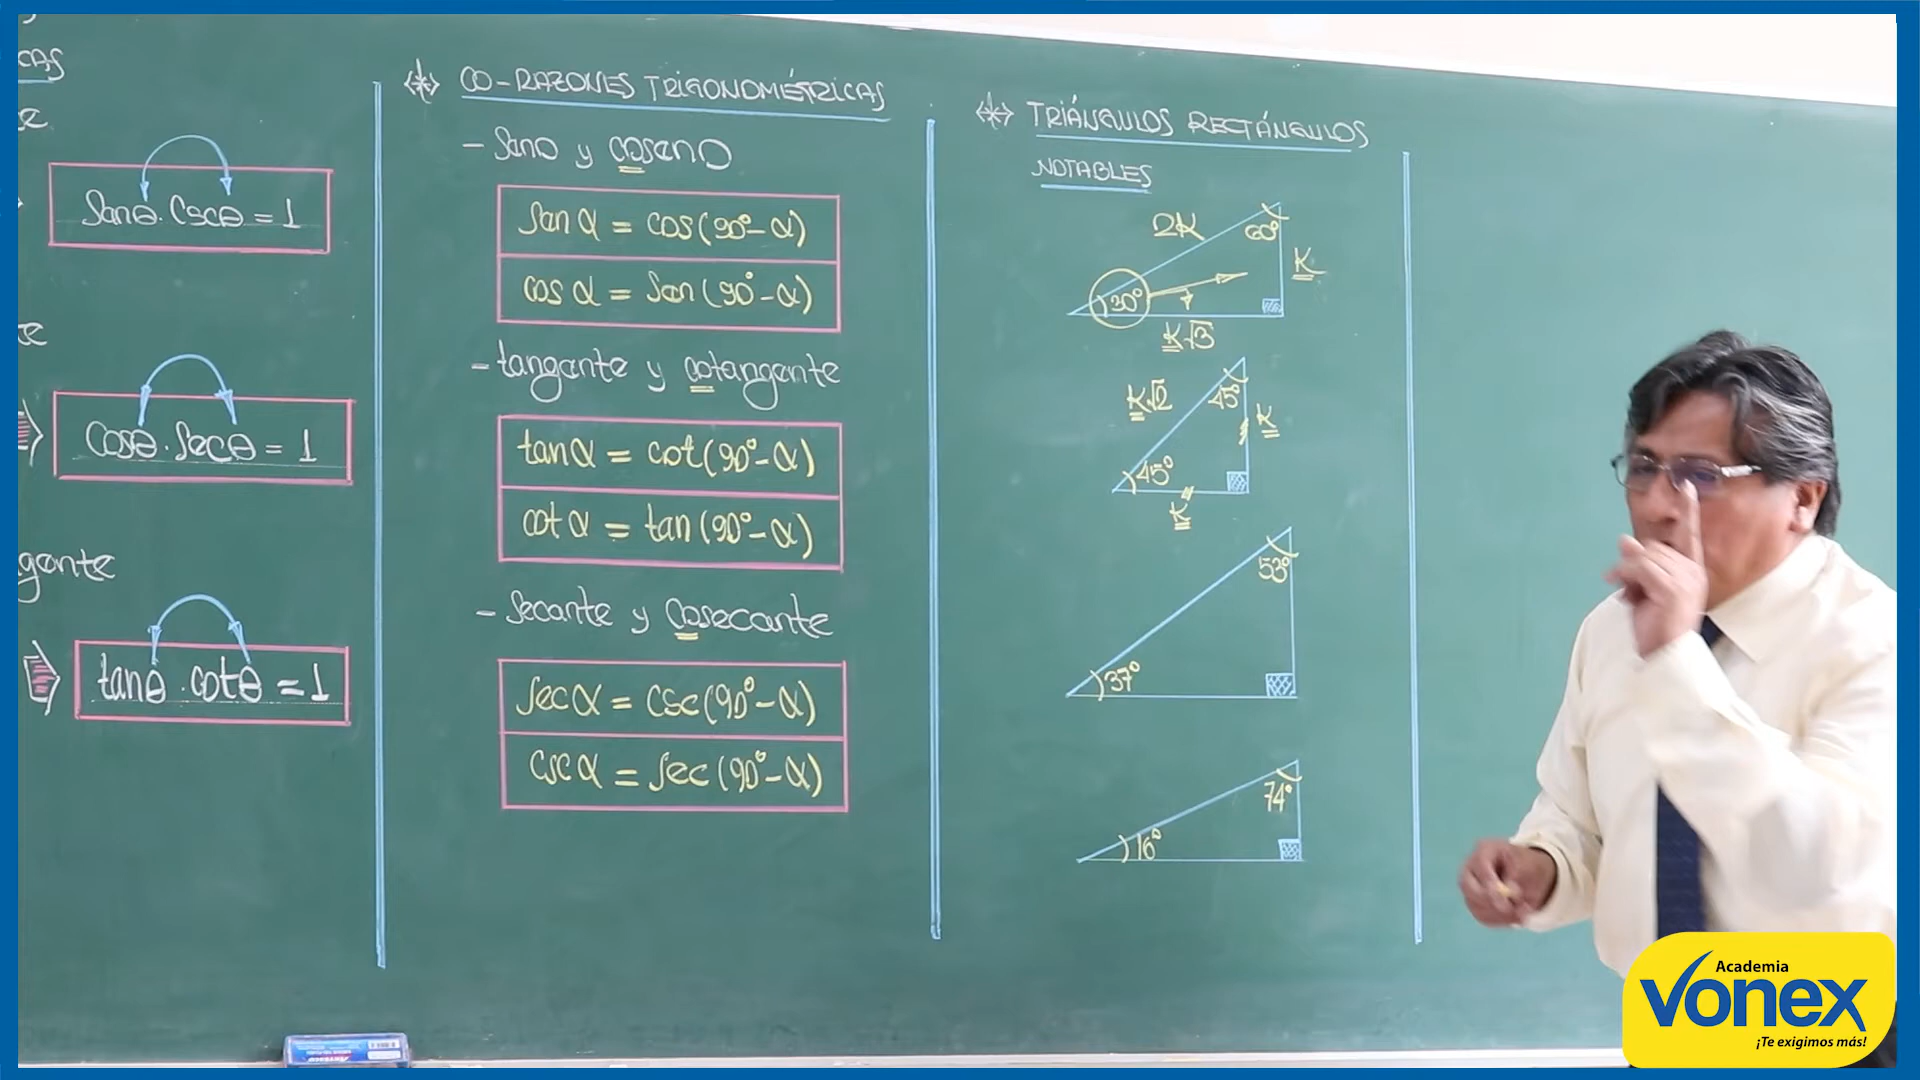 CAS
Senθ . Cscθ = 1
Cosθ . Secθ = 1
gente
tanθ . cotθ = 1
CO-RAZONES TRIGONOMÉTRICAS
- Seno y coseno
Sen α = cos(90° - α)
cos α = Sen(90° - α)
- tangente y cotangente
tan α = cot(90° - α)
cot α = tan(90° - α)
- Secante y Cosecante
Sec α = Csc(90° - α)
Csc α = Sec(90° - α)
TRIÁNGULOS RECTÁNGULOS
NOTABLES
2K
60°
K
30°
K√3
K√2
45°
K
45°
K
53°
37°
74°
16°
Academia
Vonex
¡Te exigimos más!